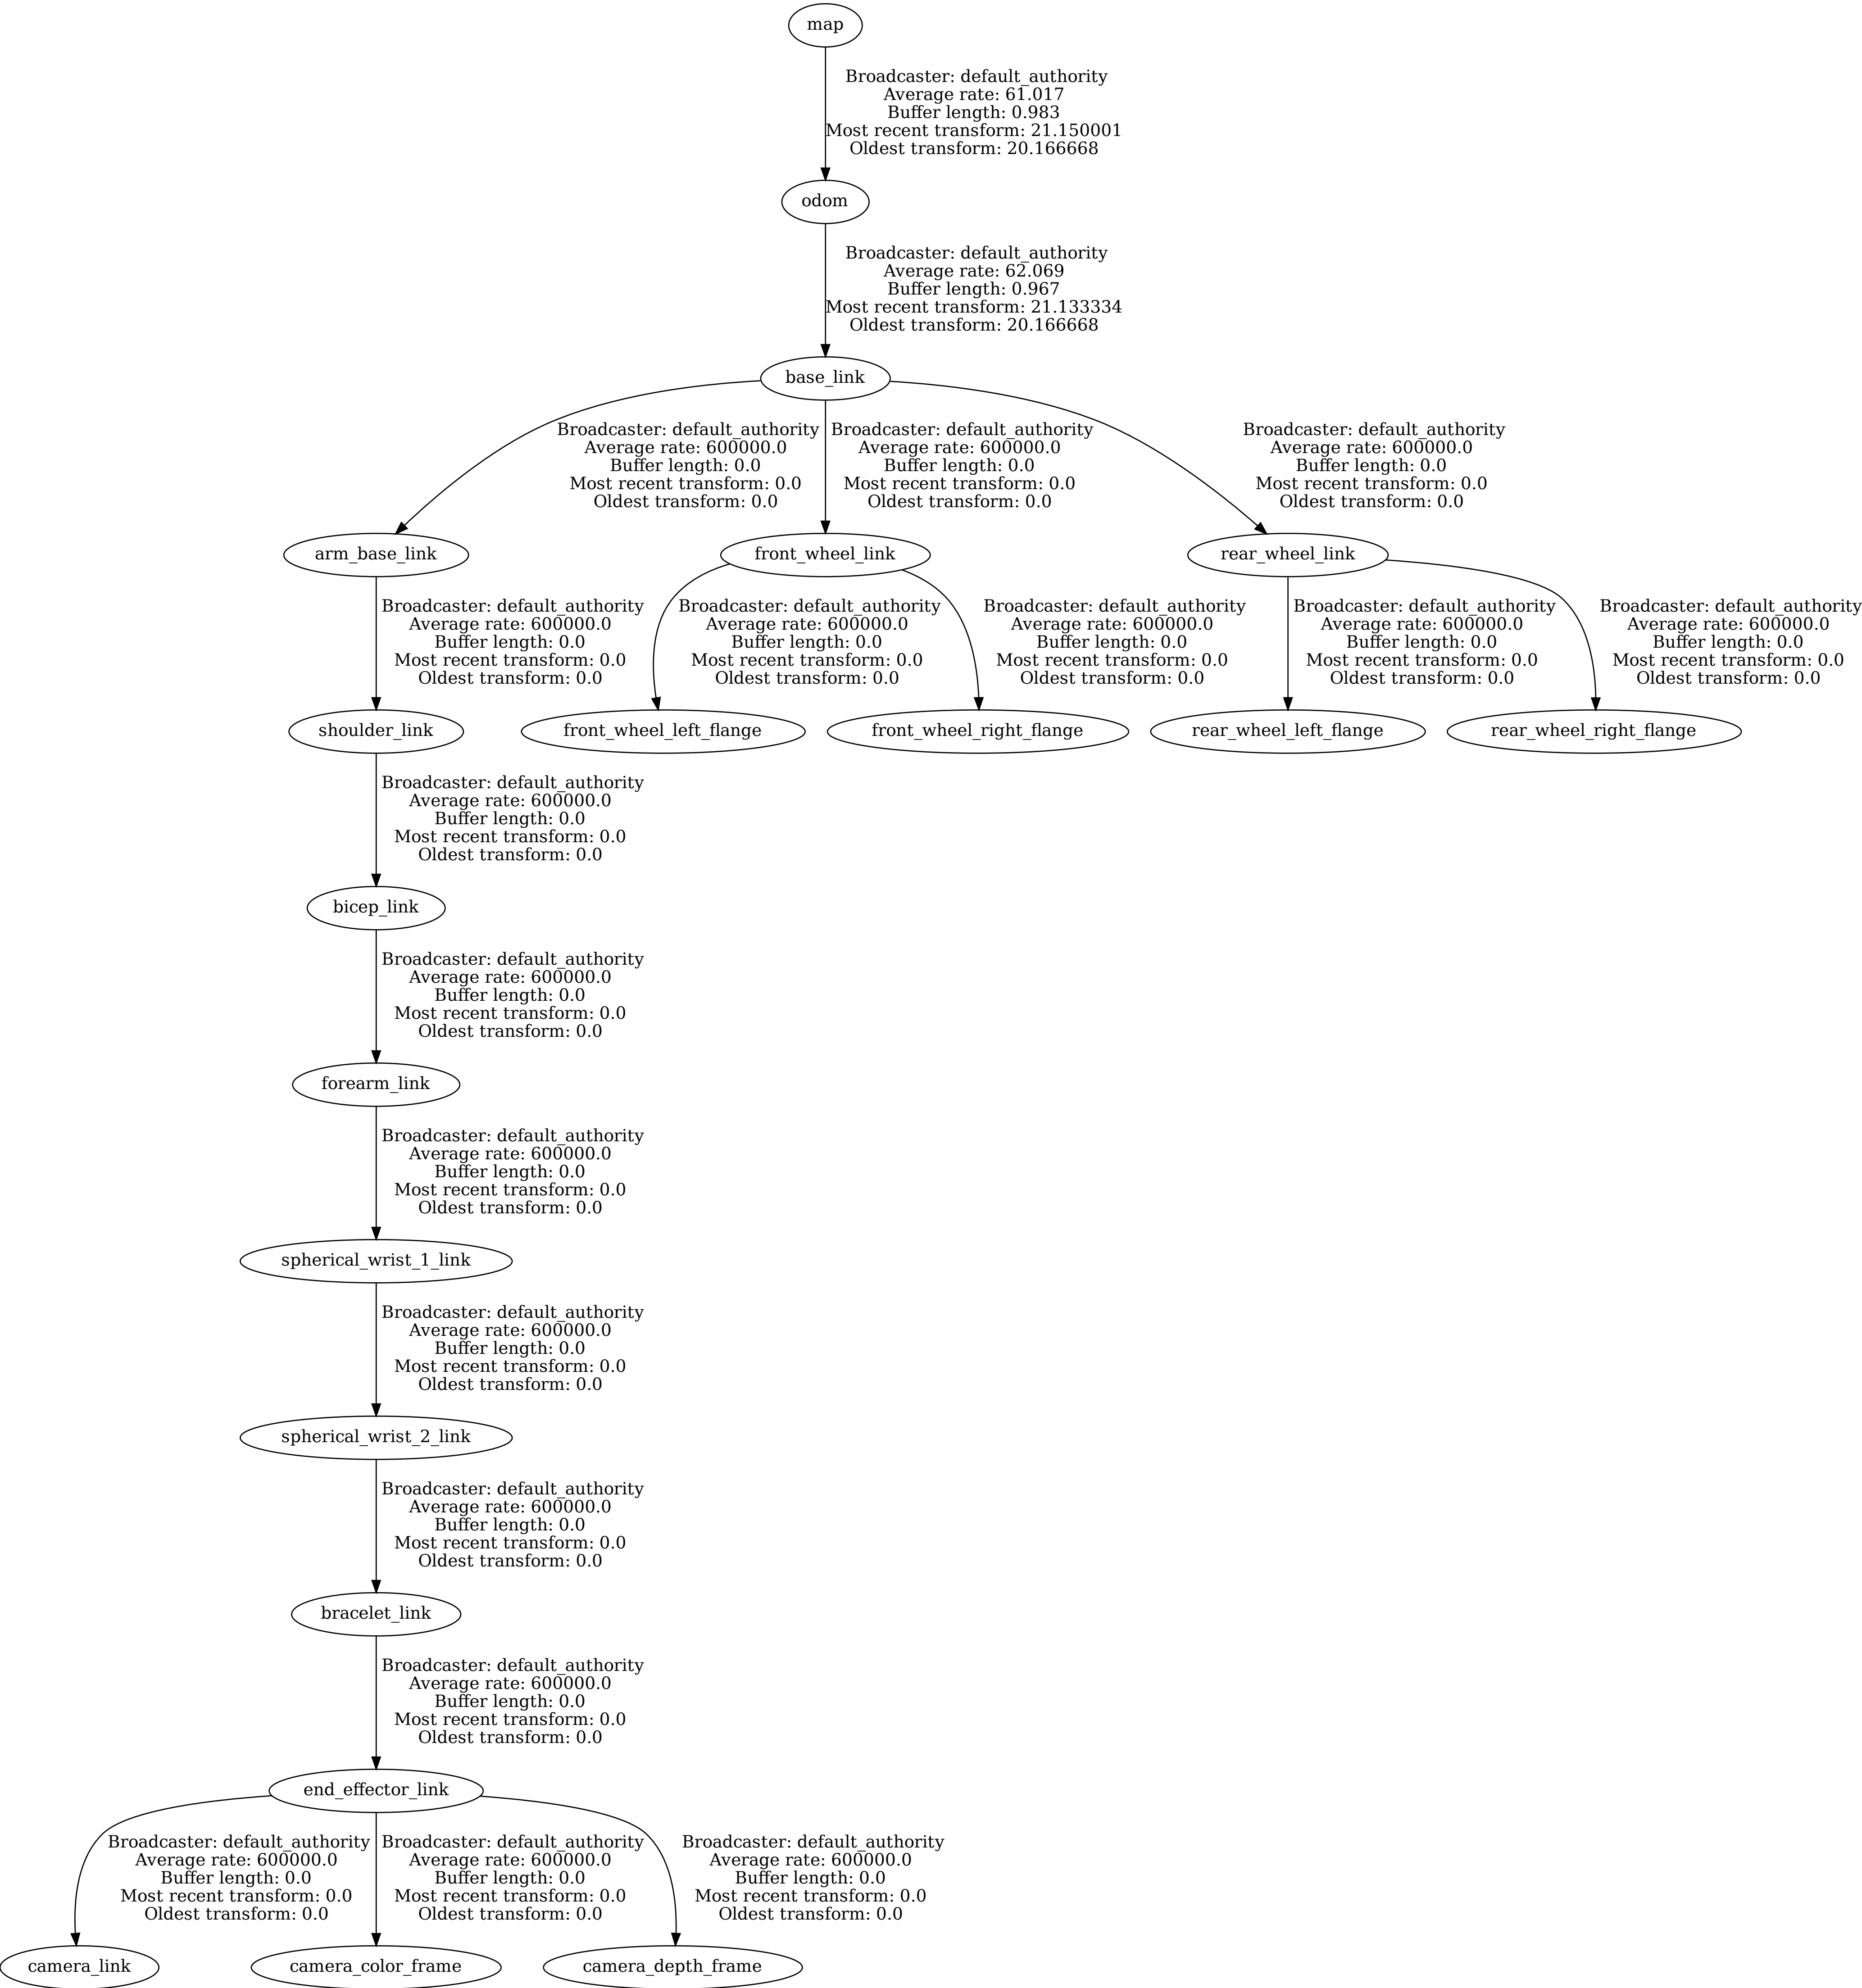 map
Broadcaster: default_authority
Average rate: 61.017
Buffer length: 0.983
Most recent transform: 21.150001
Oldest transform: 20.166668
odom
Broadcaster: default_authority
Average rate: 62.069
Buffer length: 0.967
Most recent transform: 21.133334
Oldest transform: 20.166668
base_link
Broadcaster: default_authority
Average rate: 600000.0
Buffer length: 0.0
Most recent transform: 0.0
Oldest transform: 0.0
Broadcaster: default_authority
Average rate: 600000.0
Buffer length: 0.0
Most recent transform: 0.0
Oldest transform: 0.0
Broadcaster: default_authority
Average rate: 600000.0
Buffer length: 0.0
Most recent transform: 0.0
Oldest transform: 0.0
arm_base_link
front_wheel_link
rear_wheel_link
Broadcaster: default_authority
Average rate: 600000.0
Buffer length: 0.0
Most recent transform: 0.0
Oldest transform: 0.0
Broadcaster: default_authority
Average rate: 600000.0
Buffer length: 0.0
Most recent transform: 0.0
Oldest transform: 0.0
Broadcaster: default_authority
Average rate: 600000.0
Buffer length: 0.0
Most recent transform: 0.0
Oldest transform: 0.0
Broadcaster: default_authority
Average rate: 600000.0
Buffer length: 0.0
Most recent transform: 0.0
Oldest transform: 0.0
Broadcaster: default_authority
Average rate: 600000.0
Buffer length: 0.0
Most recent transform: 0.0
Oldest transform: 0.0
shoulder_link
front_wheel_left_flange
front_wheel_right_flange
rear_wheel_left_flange
rear_wheel_right_flange
Broadcaster: default_authority
Average rate: 600000.0
Buffer length: 0.0
Most recent transform: 0.0
Oldest transform: 0.0
bicep_link
Broadcaster: default_authority
Average rate: 600000.0
Buffer length: 0.0
Most recent transform: 0.0
Oldest transform: 0.0
forearm_link
Broadcaster: default_authority
Average rate: 600000.0
Buffer length: 0.0
Most recent transform: 0.0
Oldest transform: 0.0
spherical_wrist_1_link
Broadcaster: default_authority
Average rate: 600000.0
Buffer length: 0.0
Most recent transform: 0.0
Oldest transform: 0.0
spherical_wrist_2_link
Broadcaster: default_authority
Average rate: 600000.0
Buffer length: 0.0
Most recent transform: 0.0
Oldest transform: 0.0
bracelet_link
Broadcaster: default_authority
Average rate: 600000.0
Buffer length: 0.0
Most recent transform: 0.0
Oldest transform: 0.0
end_effector_link
Broadcaster: default_authority
Average rate: 600000.0
Buffer length: 0.0
Most recent transform: 0.0
Oldest transform: 0.0
Broadcaster: default_authority
Average rate: 600000.0
Buffer length: 0.0
Most recent transform: 0.0
Oldest transform: 0.0
Broadcaster: default_authority
Average rate: 600000.0
Buffer length: 0.0
Most recent transform: 0.0
Oldest transform: 0.0
camera_link
camera_color_frame
camera_depth_frame